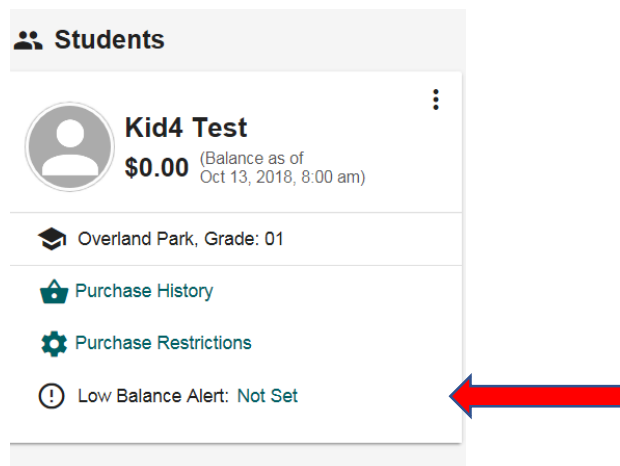 Students
Kid4 Test
$0.00 (Balance as of
Oct 13, 2018, 8:00 am)
Overland Park, Grade: 01
Purchase History
Purchase Restrictions
Low Balance Alert: Not Set